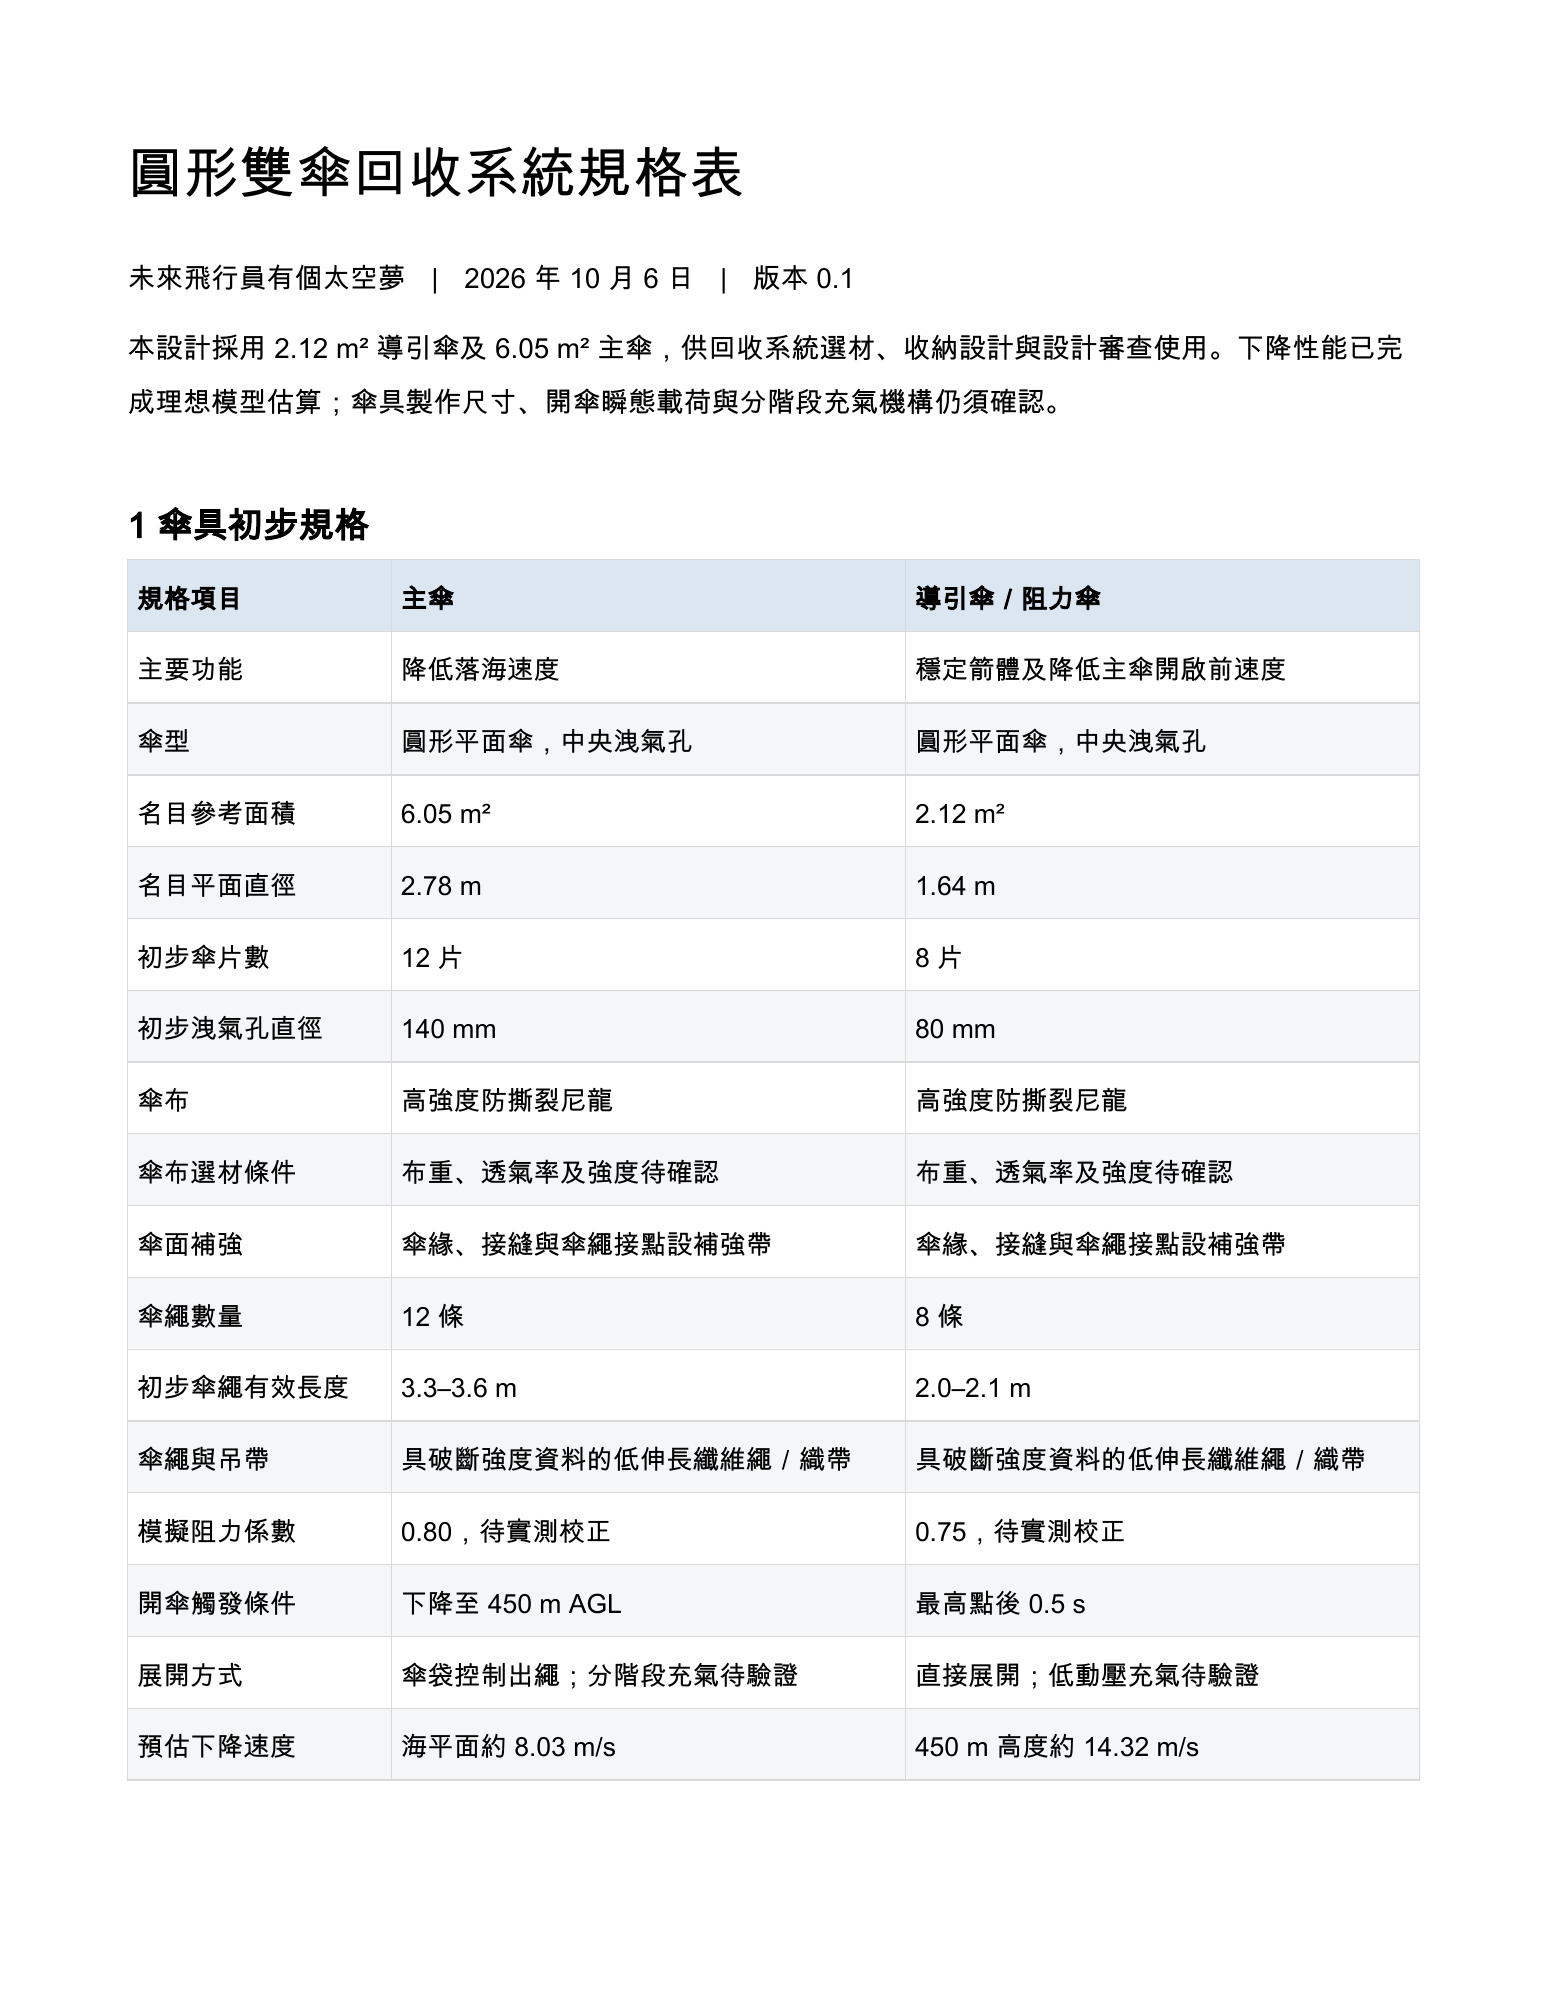 圓形雙傘回收系統規格表
未來飛行員有個太空夢 | 2026 年 10 月 6 日 | 版本 0.1
本設計採用 2.12 m² 導引傘及 6.05 m² 主傘，供回收系統選材、收納設計與設計審查使用。下降性能已完
成理想模型估算；傘具製作尺寸、開傘瞬態載荷與分階段充氣機構仍須確認。
1 傘具初步規格
規格項目 主傘 導引傘 / 阻力傘
主要功能 降低落海速度 穩定箭體及降低主傘開啟前速度
傘型 圓形平面傘，中央洩氣孔 圓形平面傘，中央洩氣孔
名目參考面積 6.05 m² 2.12 m²
名目平面直徑 2.78 m 1.64 m
初步傘片數 12 片 8 片
初步洩氣孔直徑 140 mm 80 mm
傘布 高強度防撕裂尼龍 高強度防撕裂尼龍
傘布選材條件 布重、透氣率及強度待確認 布重、透氣率及強度待確認
傘面補強 傘緣、接縫與傘繩接點設補強帶 傘緣、接縫與傘繩接點設補強帶
傘繩數量 12 條 8 條
初步傘繩有效長度 3.3–3.6 m 2.0–2.1 m
傘繩與吊帶 具破斷強度資料的低伸長纖維繩 / 織帶 具破斷強度資料的低伸長纖維繩 / 織帶
模擬阻力係數 0.80，待實測校正 0.75，待實測校正
開傘觸發條件 下降至 450 m AGL 最高點後 0.5 s
展開方式 傘袋控制出繩；分階段充氣待驗證 直接展開；低動壓充氣待驗證
預估下降速度 海平面約 8.03 m/s 450 m 高度約 14.32 m/s